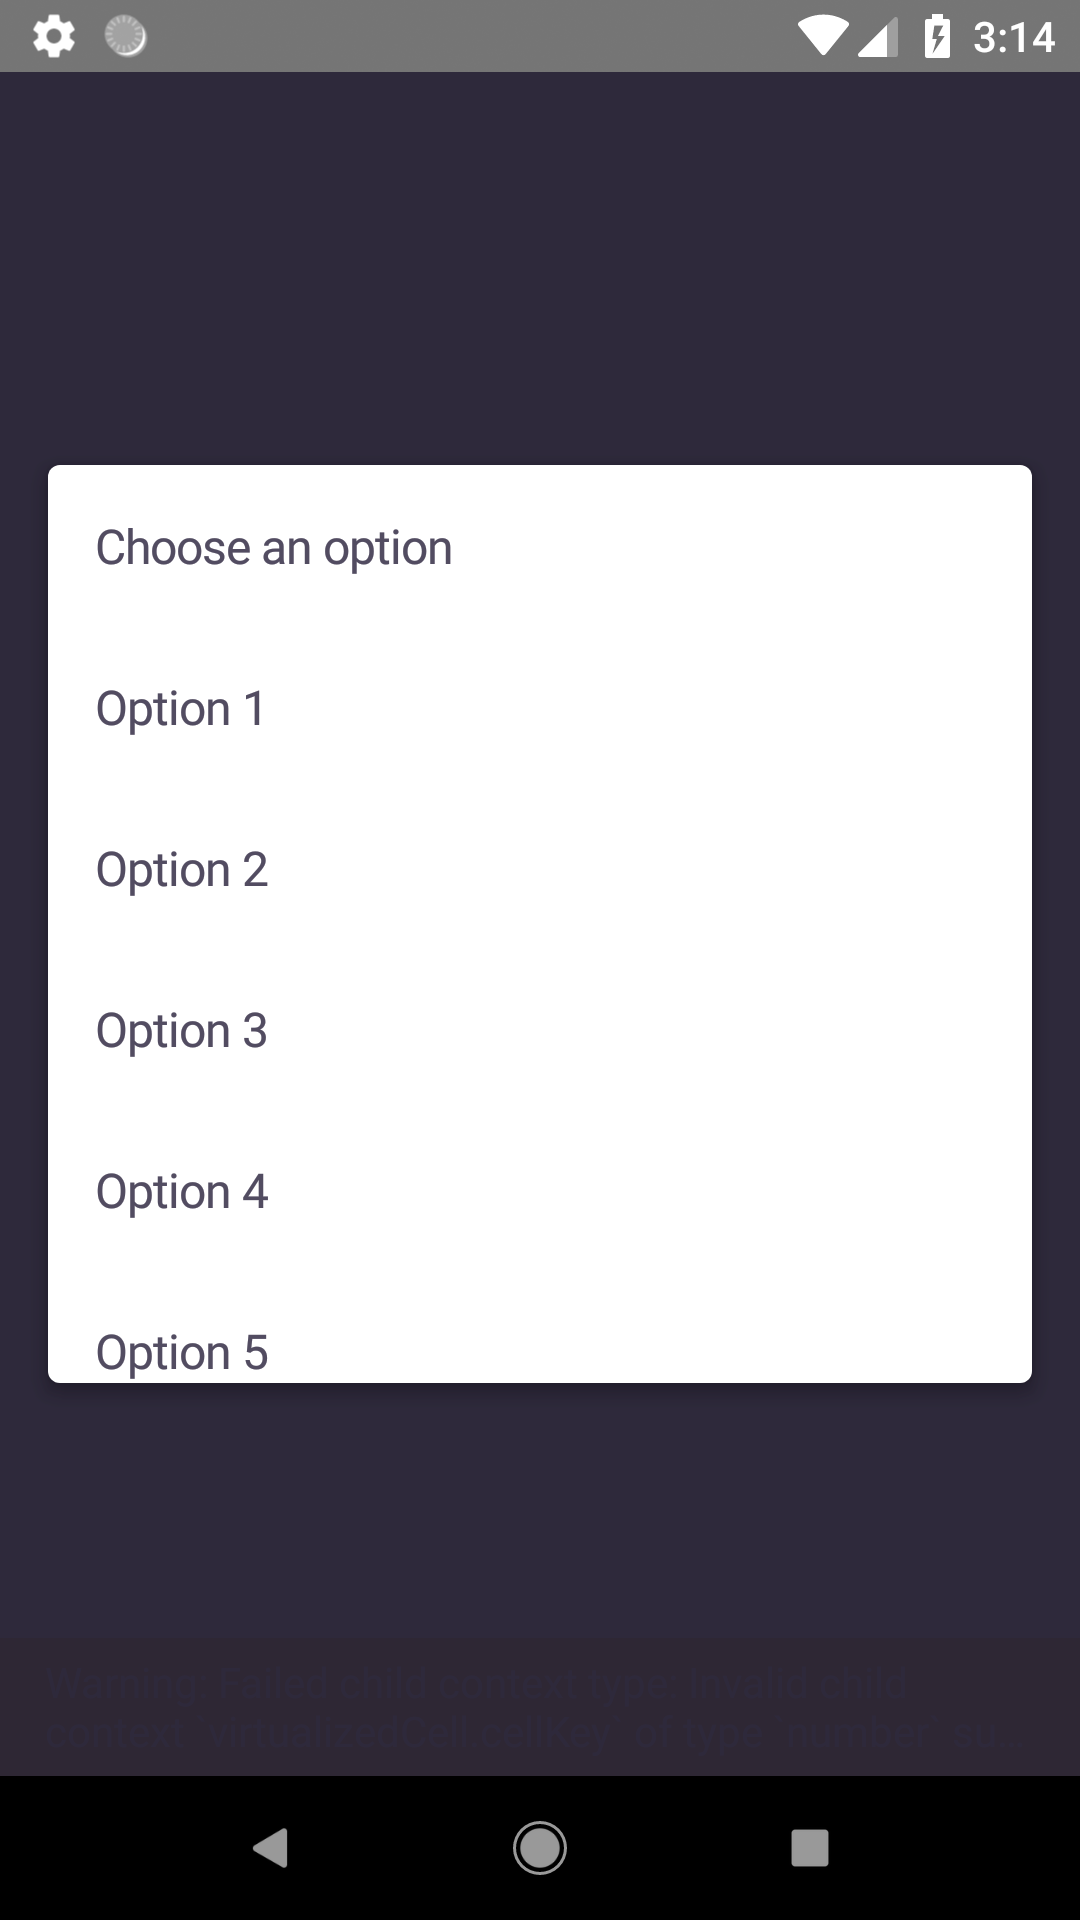 3:14
Choose an option
Option 1
Option 2
Option 3
Option 4
Option 5
Warning: Failed child context type: Invalid child
context `virtualizedCell.cellKey` of type `number` su...